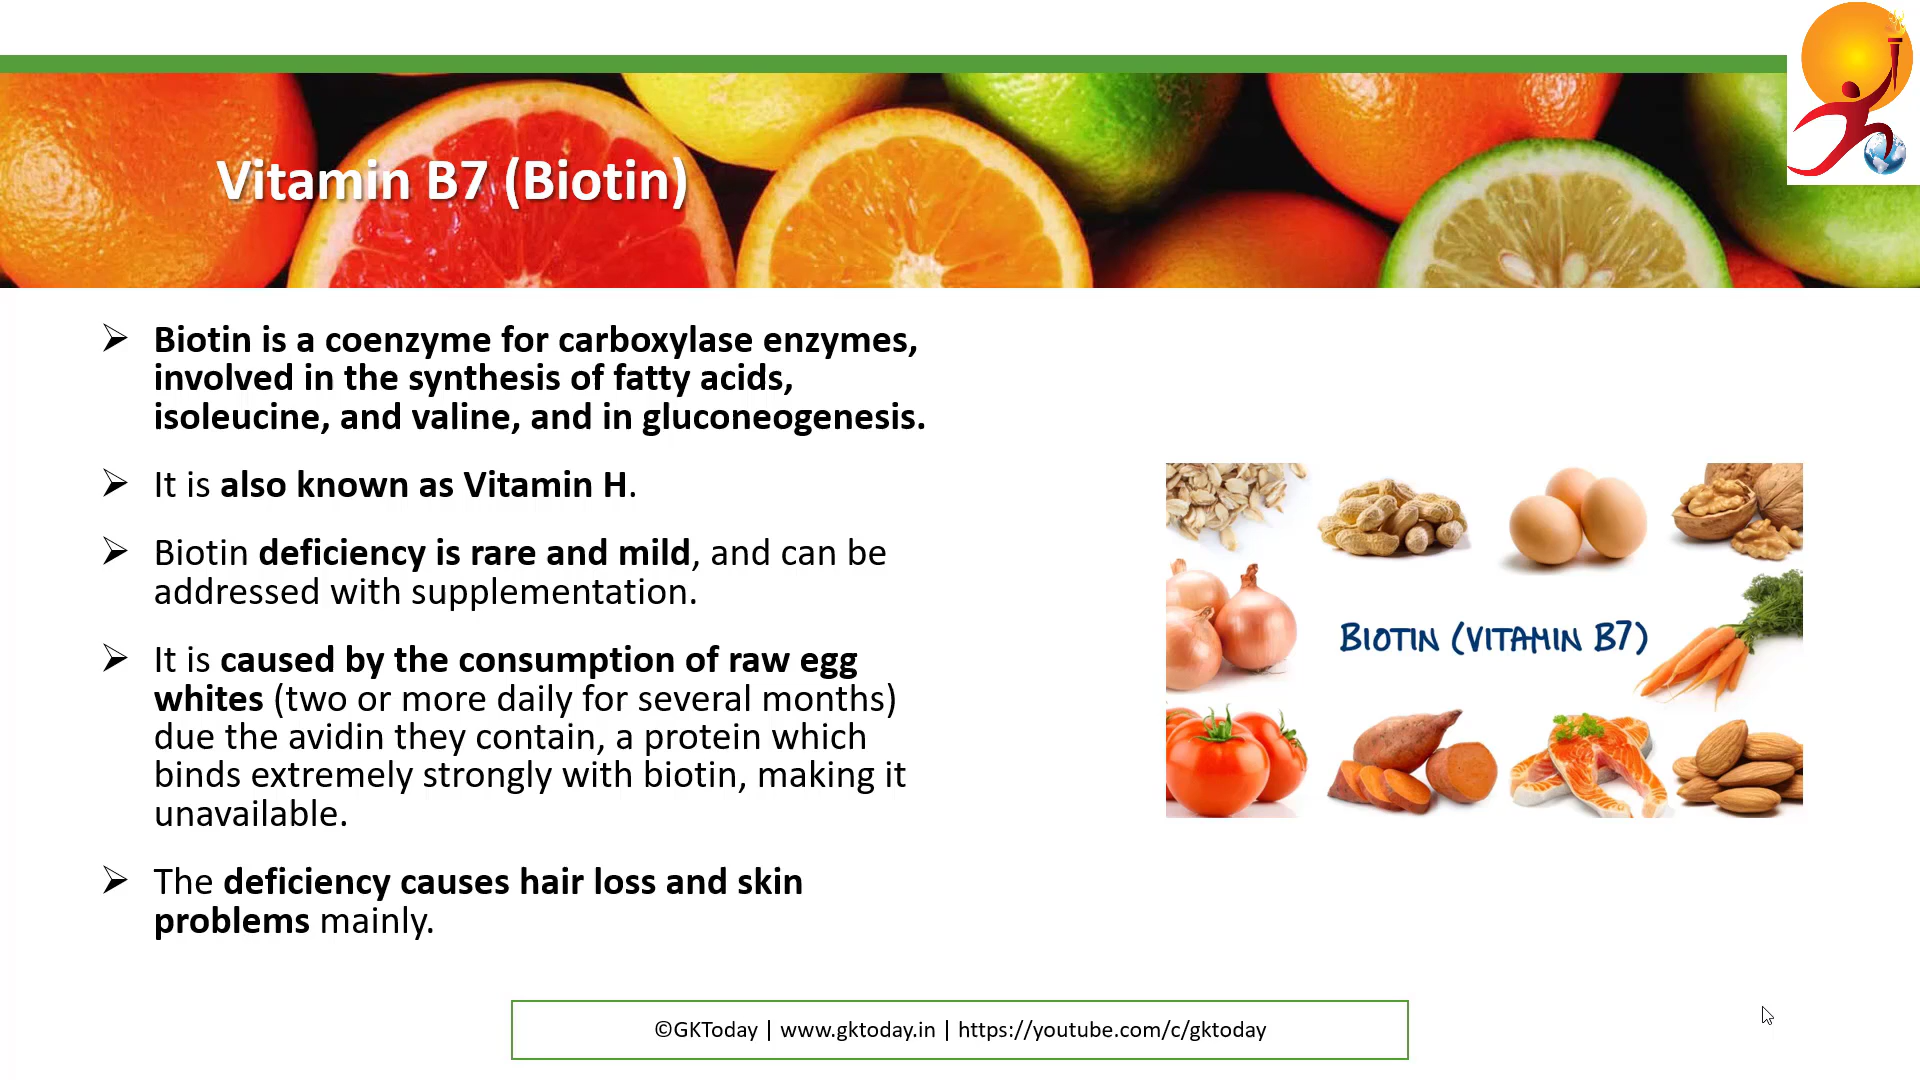 Vitamin B7 (Biotin)
➢ Biotin is a coenzyme for carboxylase enzymes,
involved in the synthesis of fatty acids,
isoleucine, and valine, and in gluconeogenesis.
➢ It is also known as Vitamin H.
➢ Biotin deficiency is rare and mild, and can be
addressed with supplementation.
➢ It is caused by the consumption of raw egg
whites (two or more daily for several months)
due the avidin they contain, a protein which
binds extremely strongly with biotin, making it
unavailable.
➢ The deficiency causes hair loss and skin
problems mainly.
BIOTIN (VITAMIN B7)
©GKToday | www.gktoday.in | https://youtube.com/c/gktoday